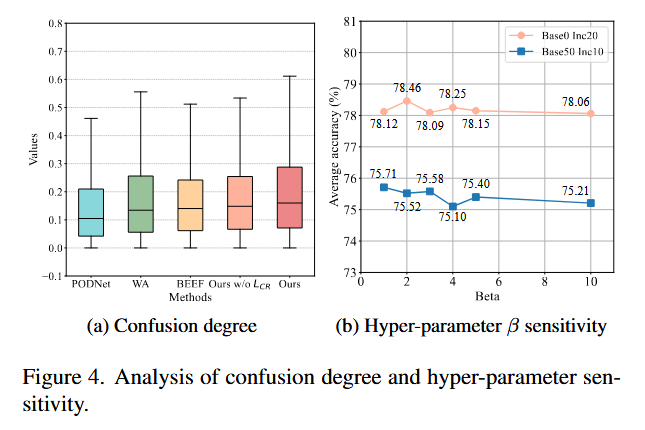 0.8
0.7
0.6
0.5
0.4
0.3
0.2
0.1
0.0
−0.1
Values
PODNet WA BEEF Ours w/o L_CR Ours
Methods
(a) Confusion degree
81
80
79
78
77
76
75
74
73
Average accuracy (%)
Base0 Inc20
Base50 Inc10
78.12
78.46
78.09
78.25
78.15
78.06
75.71
75.52
75.58
75.10
75.40
75.21
0 2 4 6 8 10
Beta
(b) Hyper-parameter β sensitivity
Figure 4. Analysis of confusion degree and hyper-parameter sen-
sitivity.